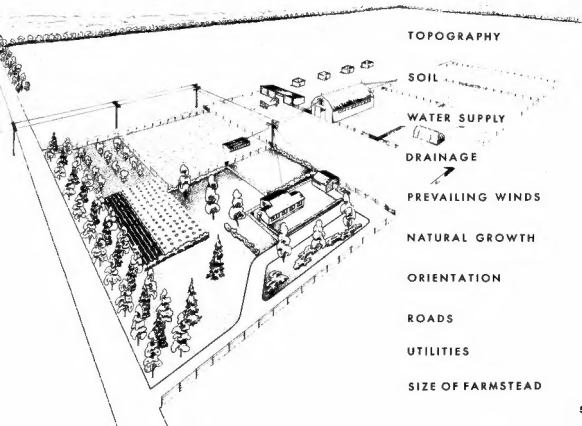 TOPOGRAPHY
SOIL
WATER SUPPLY
DRAINAGE
PREVAILING WINDS
NATURAL GROWTH
ORIENTATION
ROADS
UTILITIES
SIZE OF FARMSTEAD
5